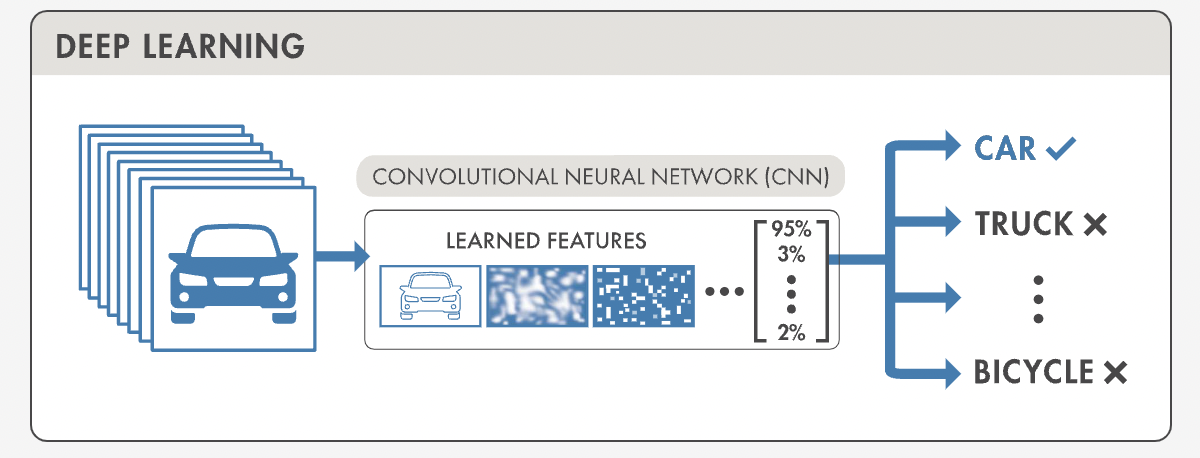 DEEP LEARNING
CONVOLUTIONAL NEURAL NETWORK (CNN)
LEARNED FEATURES
95%
3%
2%
CAR
TRUCK
BICYCLE